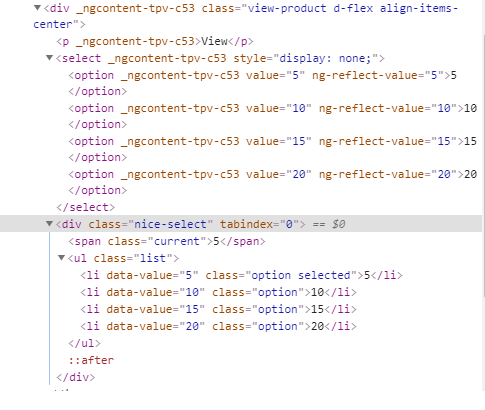 ▼<div _ngcontent-tpv-c53 class="view-product d-flex align-items-
center">
<p _ngcontent-tpv-c53>View</p>
▼<select _ngcontent-tpv-c53 style="display: none;">
<option _ngcontent-tpv-c53 value="5" ng-reflect-value="5">5
</option>
<option _ngcontent-tpv-c53 value="10" ng-reflect-value="10">10
</option>
<option _ngcontent-tpv-c53 value="15" ng-reflect-value="15">15
</option>
<option _ngcontent-tpv-c53 value="20" ng-reflect-value="20">20
</option>
</select>
▼<div class="nice-select" tabindex="0"> == $0
<span class="current">5</span>
▼<ul class="list">
<li data-value="5" class="option selected">5</li>
<li data-value="10" class="option">10</li>
<li data-value="15" class="option">15</li>
<li data-value="20" class="option">20</li>
</ul>
::after
</div>